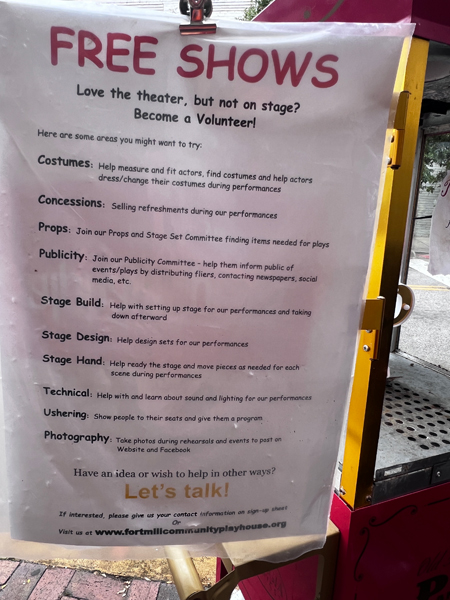 FREE SHOWS
Love the theater, but not on stage?
Become a Volunteer!
Here are some areas you might want to try:
Costumes: Help measure and fit actors, find costumes and help actors
dress/change their costumes during performances
Concessions: Selling refreshments during our performances
Props: Join our Props and Stage Set Committee finding items needed for plays
Publicity: Join our Publicity Committee - help them inform public of
events/plays by distributing fliers, contacting newspapers, social
media, etc.
Stage Build: Help with setting up stage for our performances and taking
down afterward
Stage Design: Help design sets for our performances
Stage Hand: Help ready the stage and move pieces as needed for each
scene during performances
Technical: Help with and learn about sound and lighting for our performances
Ushering: Show people to their seats and give them a program.
Photography: Take photos during rehearsals and events to post on
Website and Facebook
Have an idea or wish to help in other ways?
Let's talk!
If interested, please give us your contact information on sign-up sheet
Or
Visit us at www.fortmillcommunityplayhouse.org